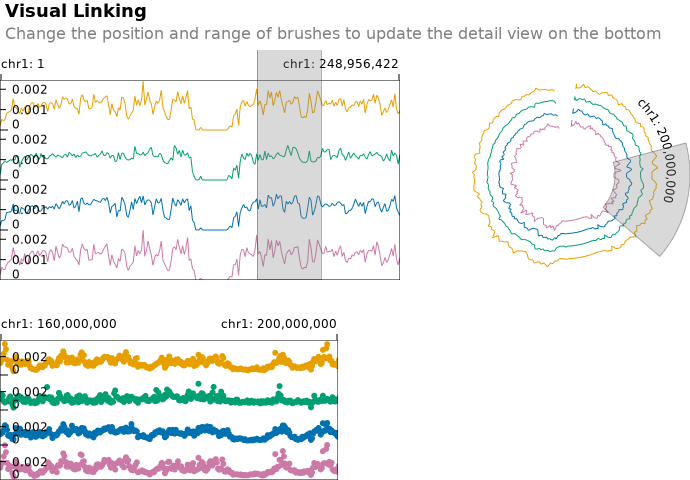 Visual Linking
Change the position and range of brushes to update the detail view on the bottom
chr1: 1
chr1: 248,956,422
0.002
0.001
0
0.002
0.001
0
0.002
0.001
0
0.002
0.001
0
chr1: 200,000,000
chr1: 160,000,000
chr1: 200,000,000
0.002
0
0.002
0
0.002
0
0.002
0